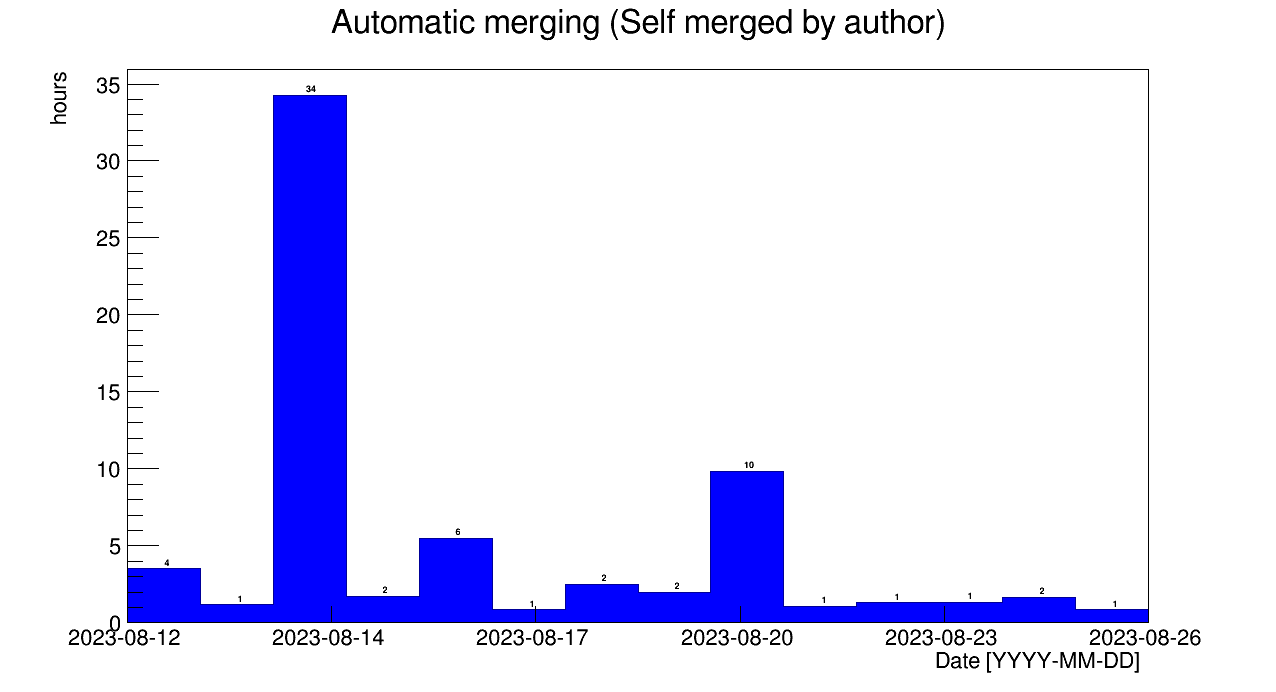 Automatic merging (Self merged by author)
hours
35
30
25
20
15
10
5
0
4 1 34 2 6 1 2 2 10 1 1 1 2 1
2023-08-12 2023-08-14 2023-08-17 2023-08-20 2023-08-23 2023-08-26
Date [YYYY-MM-DD]